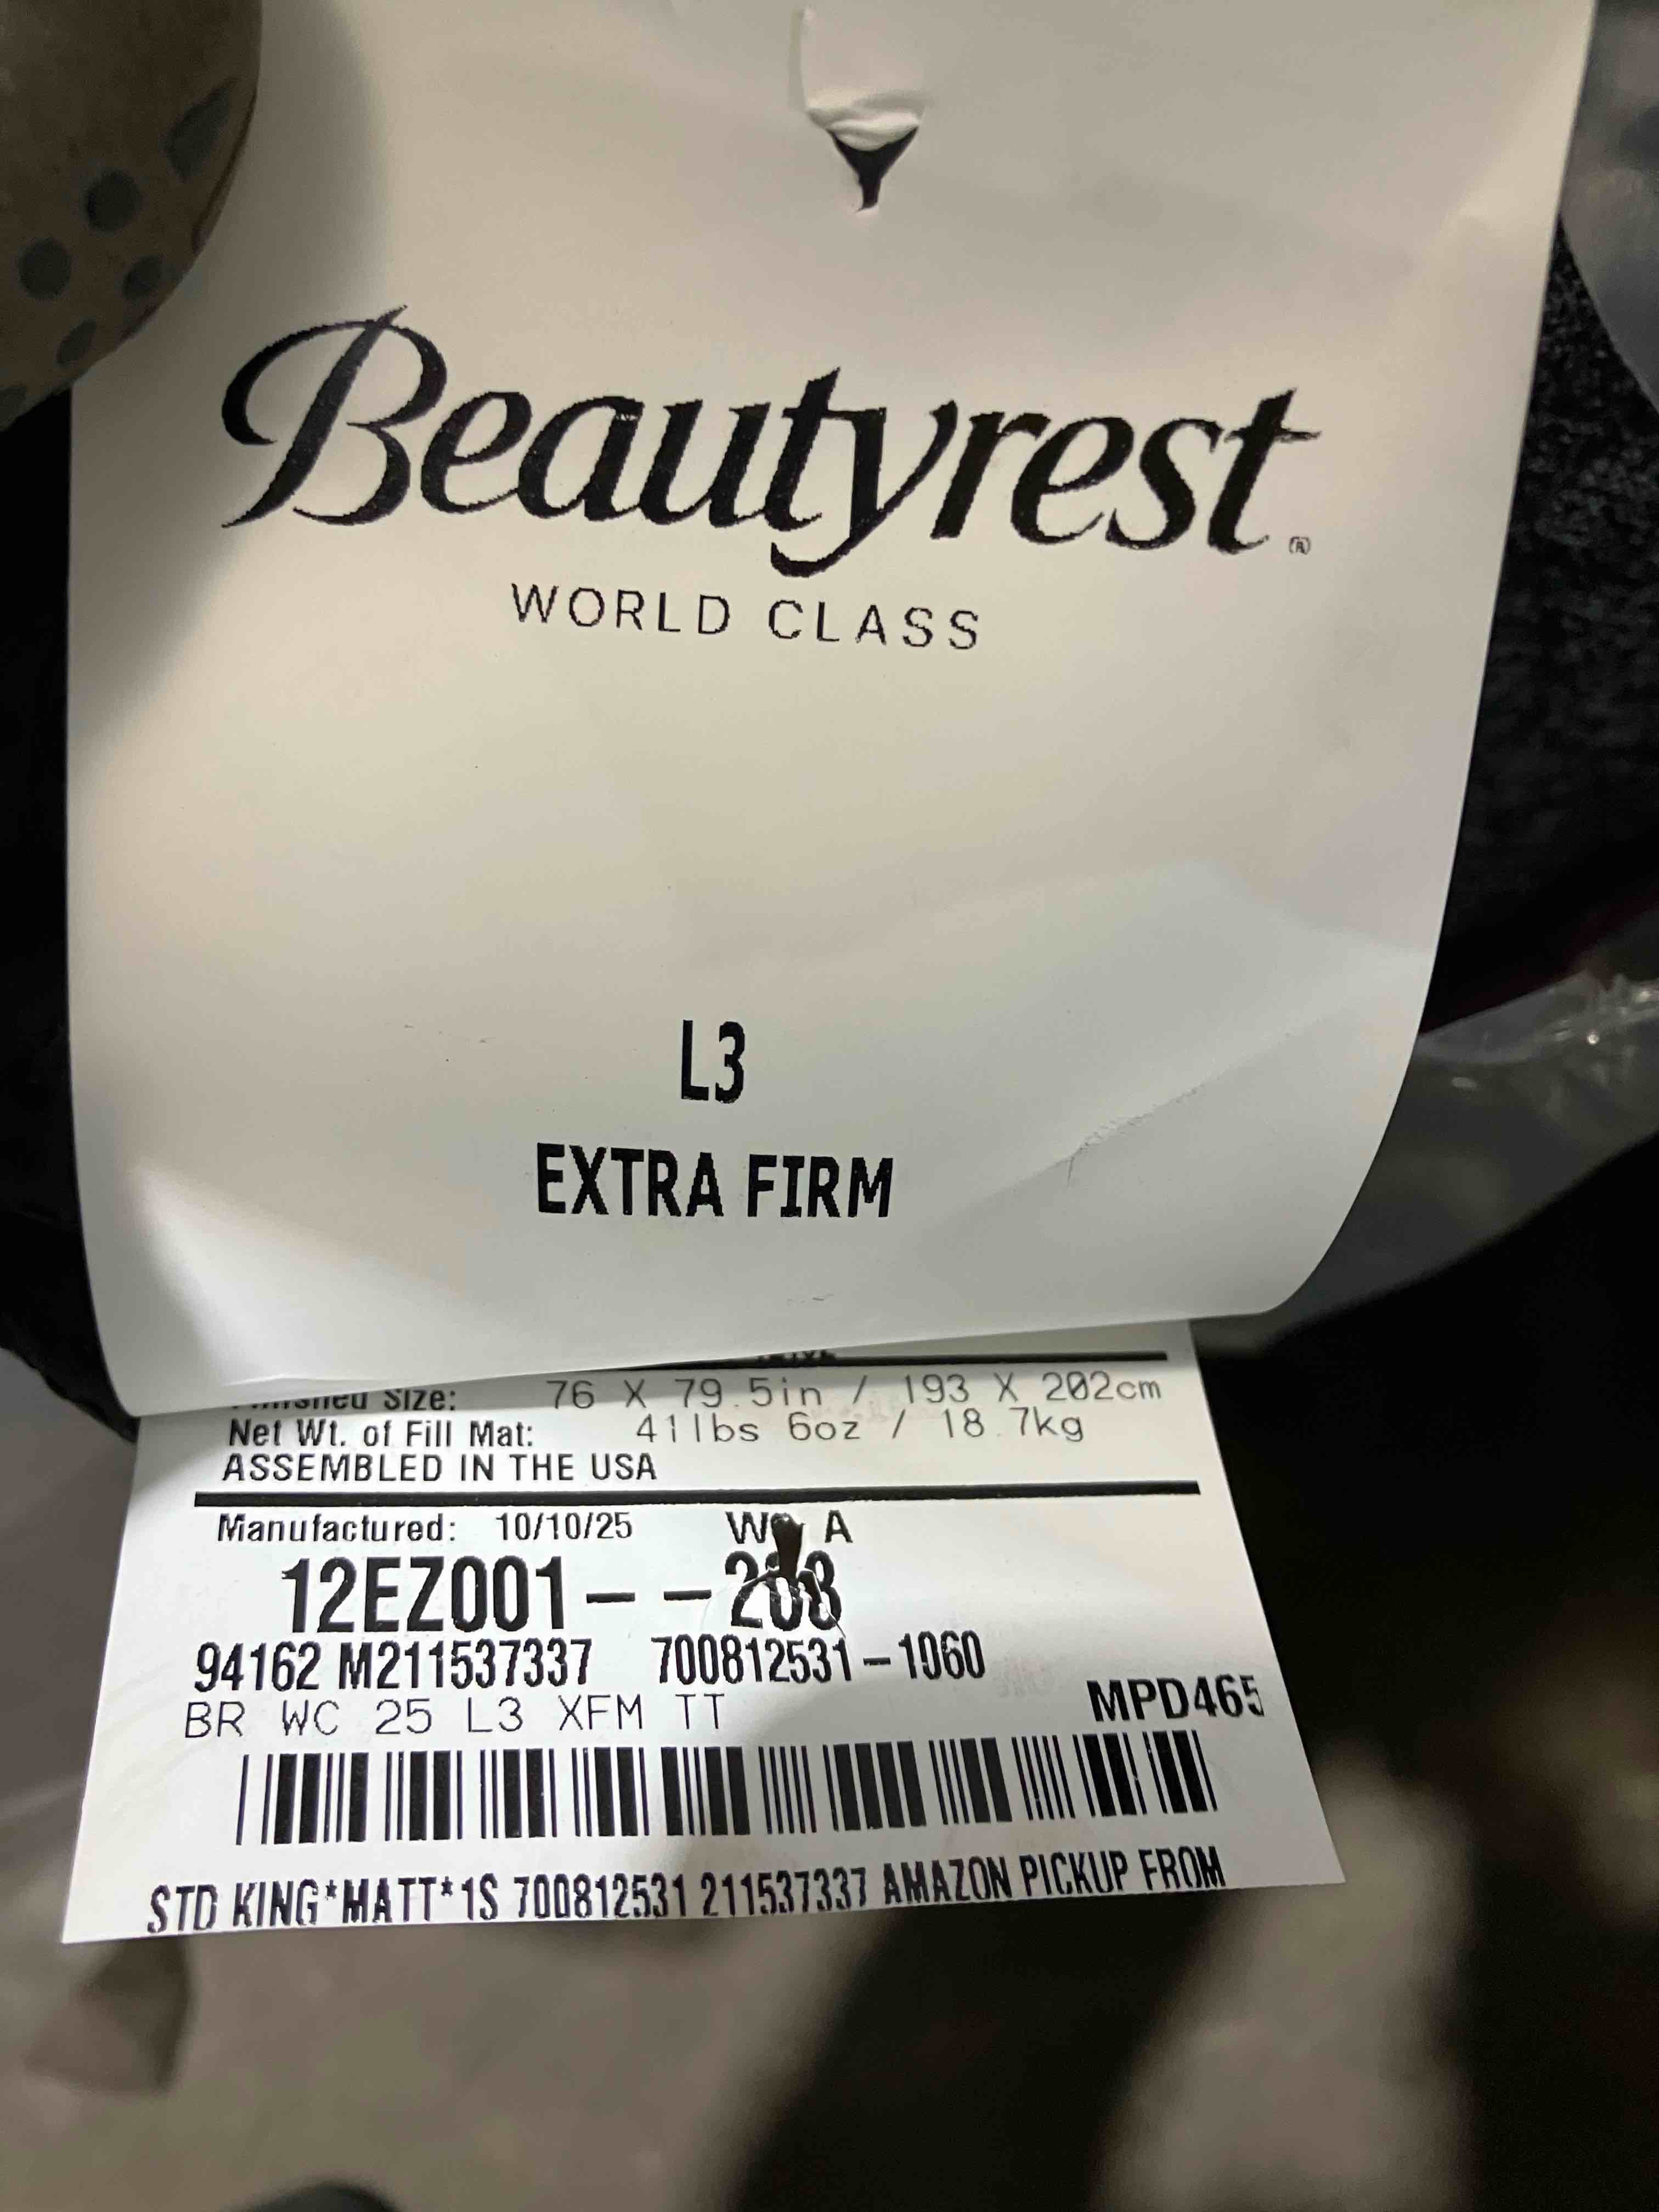 Beautyrest®
WORLD CLASS
L3
EXTRA FIRM
Size: 76 X 79.5in / 193 X 202cm
Net Wt. of Fill Mat: 41lbs 6oz / 18.7kg
ASSEMBLED IN THE USA
Manufactured: 10/10/25 A
12EZ001--
94162 M211537337 700812531-1060
BR WC 25 L3 XFM TT MPD465
STD KING*MATT*1S 700812531 211537337 AMAZON PICKUP FROM